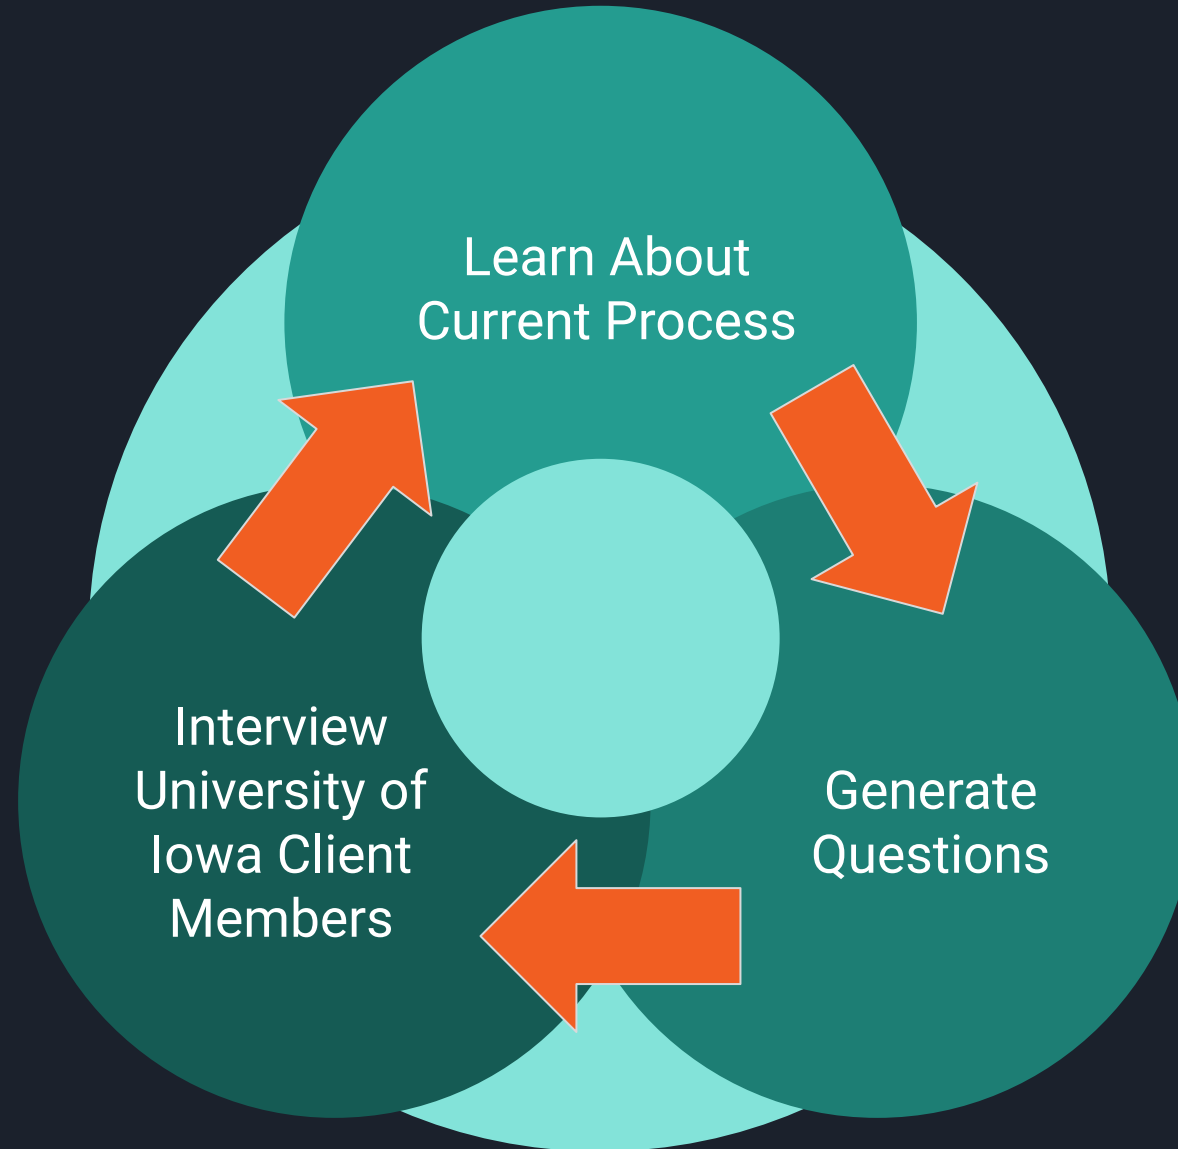 Learn About
Current Process
Generate
Questions
Interview
University of
Iowa Client
Members